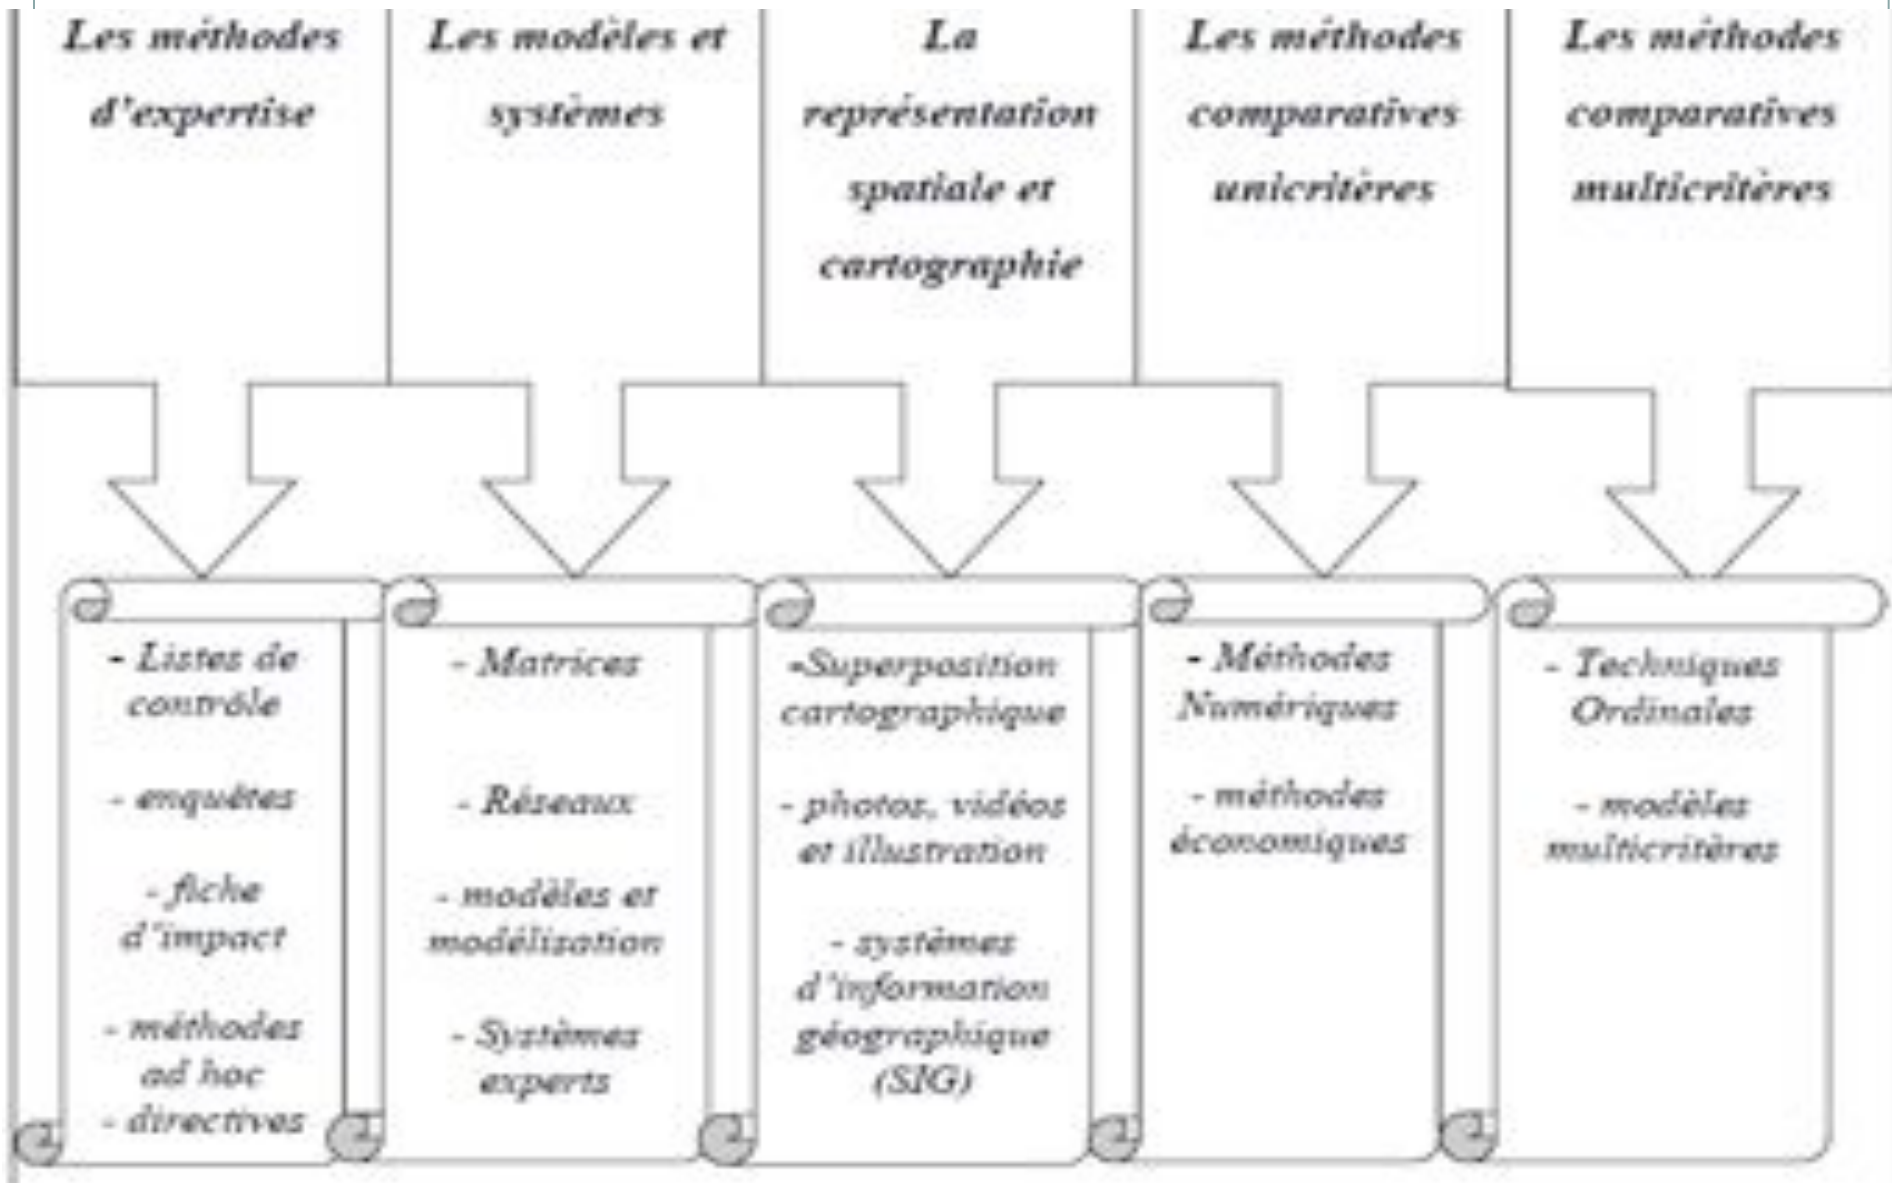 Les méthodes
d'expertise
Les modèles et
systèmes
La
représentation
spatiale et
cartographie
Les méthodes
comparatives
unicritères
Les méthodes
comparatives
multicritères
- Listes de
contrôle
- enquêtes
- fiche
d'impact
- méthodes
ad hoc
- directives
- Matrices
- Réseaux
- modèles et
modélisation
- Systèmes
experts
-Superposition
cartographique
- photos, vidéos
et illustration
- systèmes
d'information
géographique
(SIG)
- Méthodes
Numériques
- méthodes
économiques
- Techniques
Ordinales
- modèles
multicritères